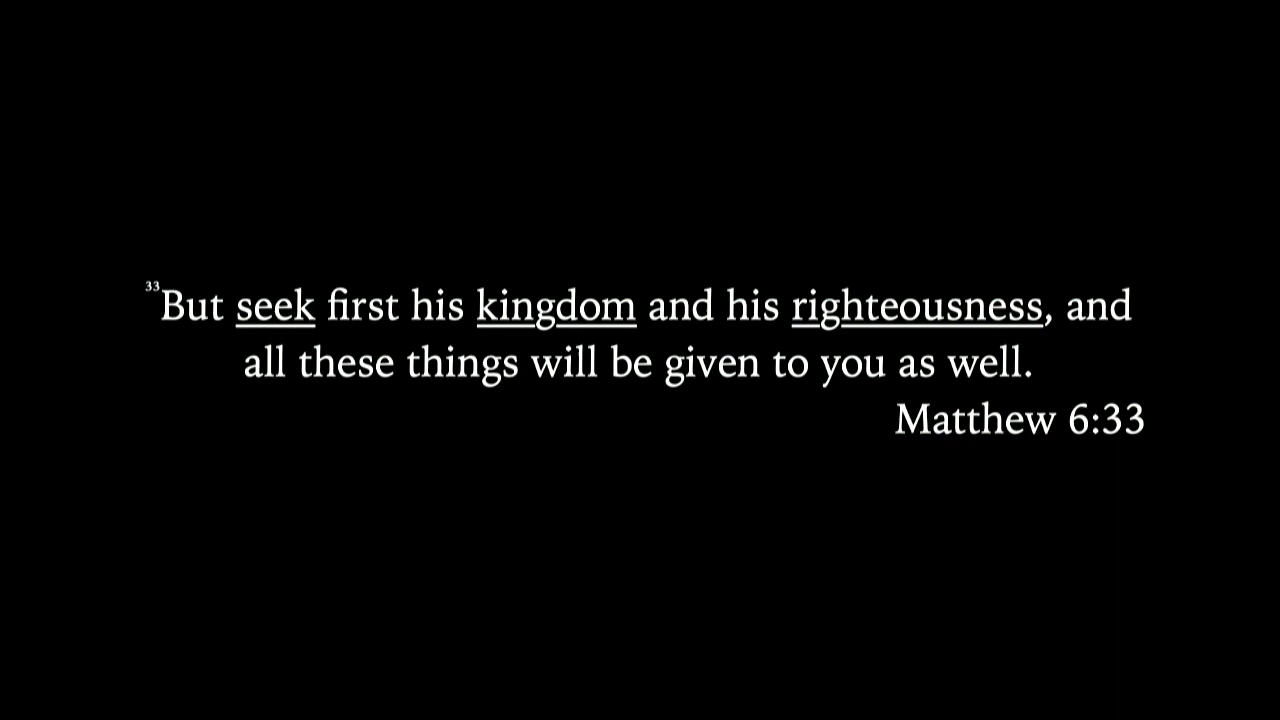 ³³But seek first his kingdom and his righteousness, and
all these things will be given to you as well.
Matthew 6:33